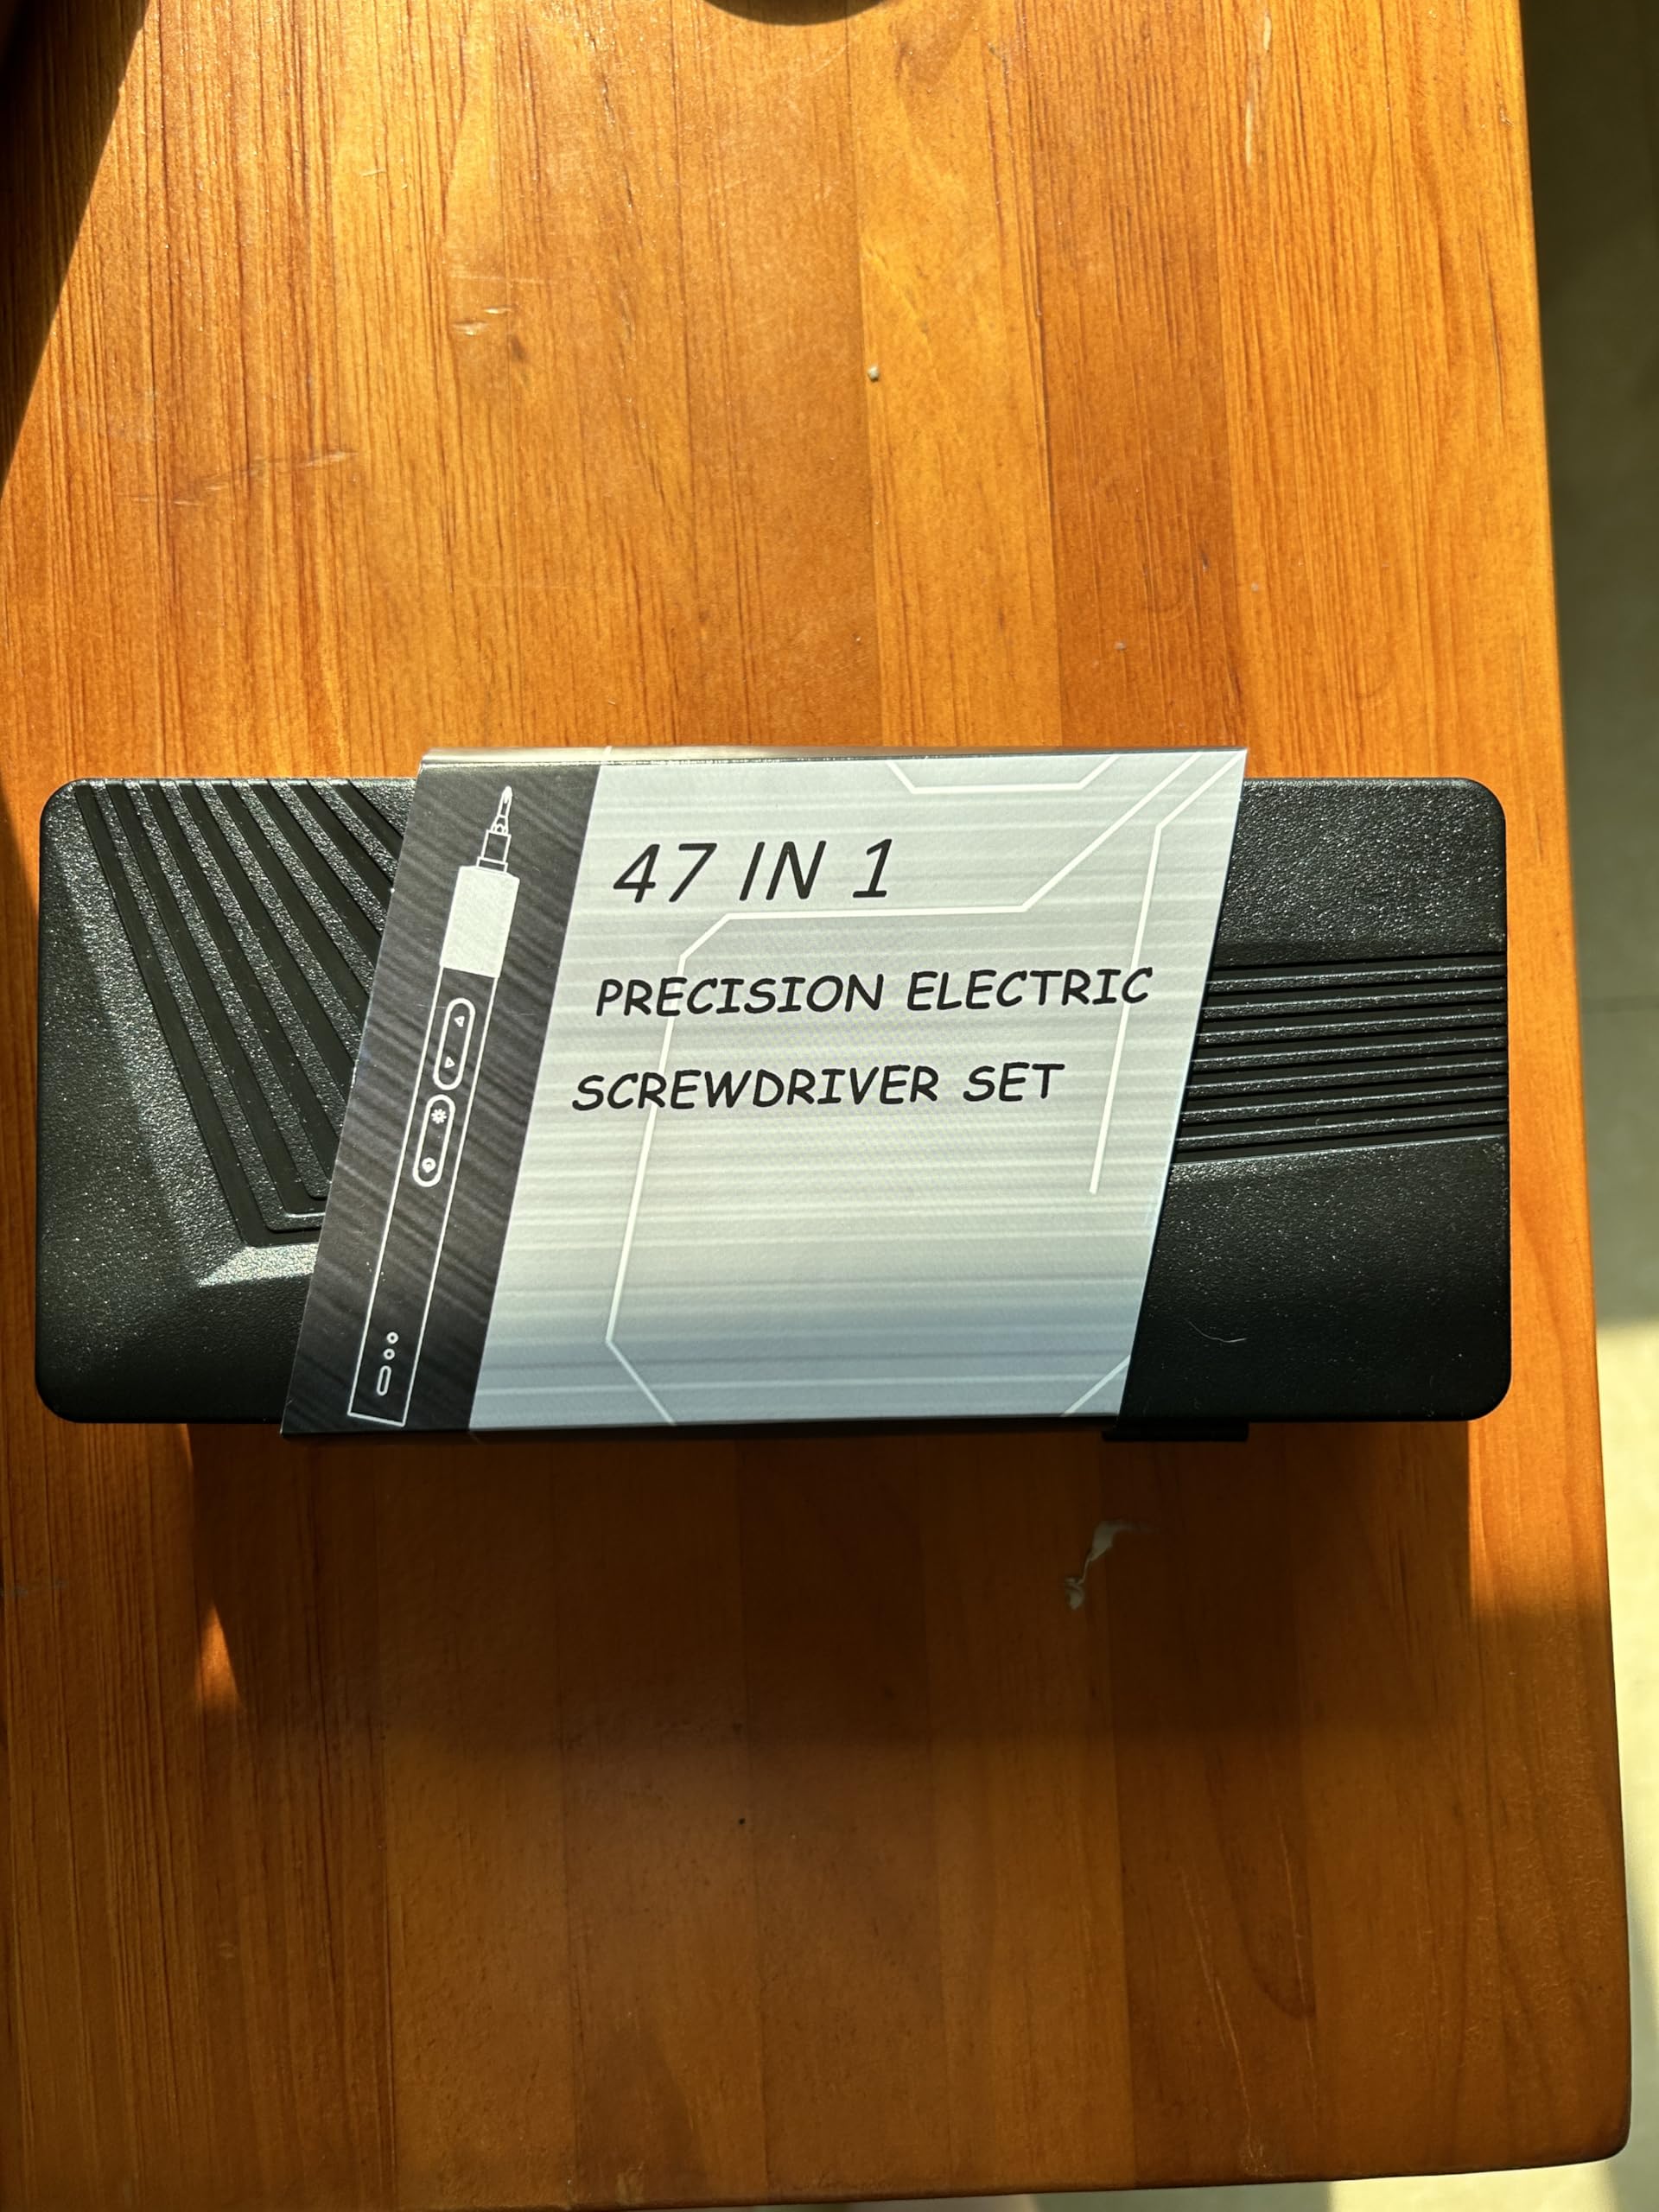 47 IN 1
PRECISION ELECTRIC
SCREWDRIVER SET